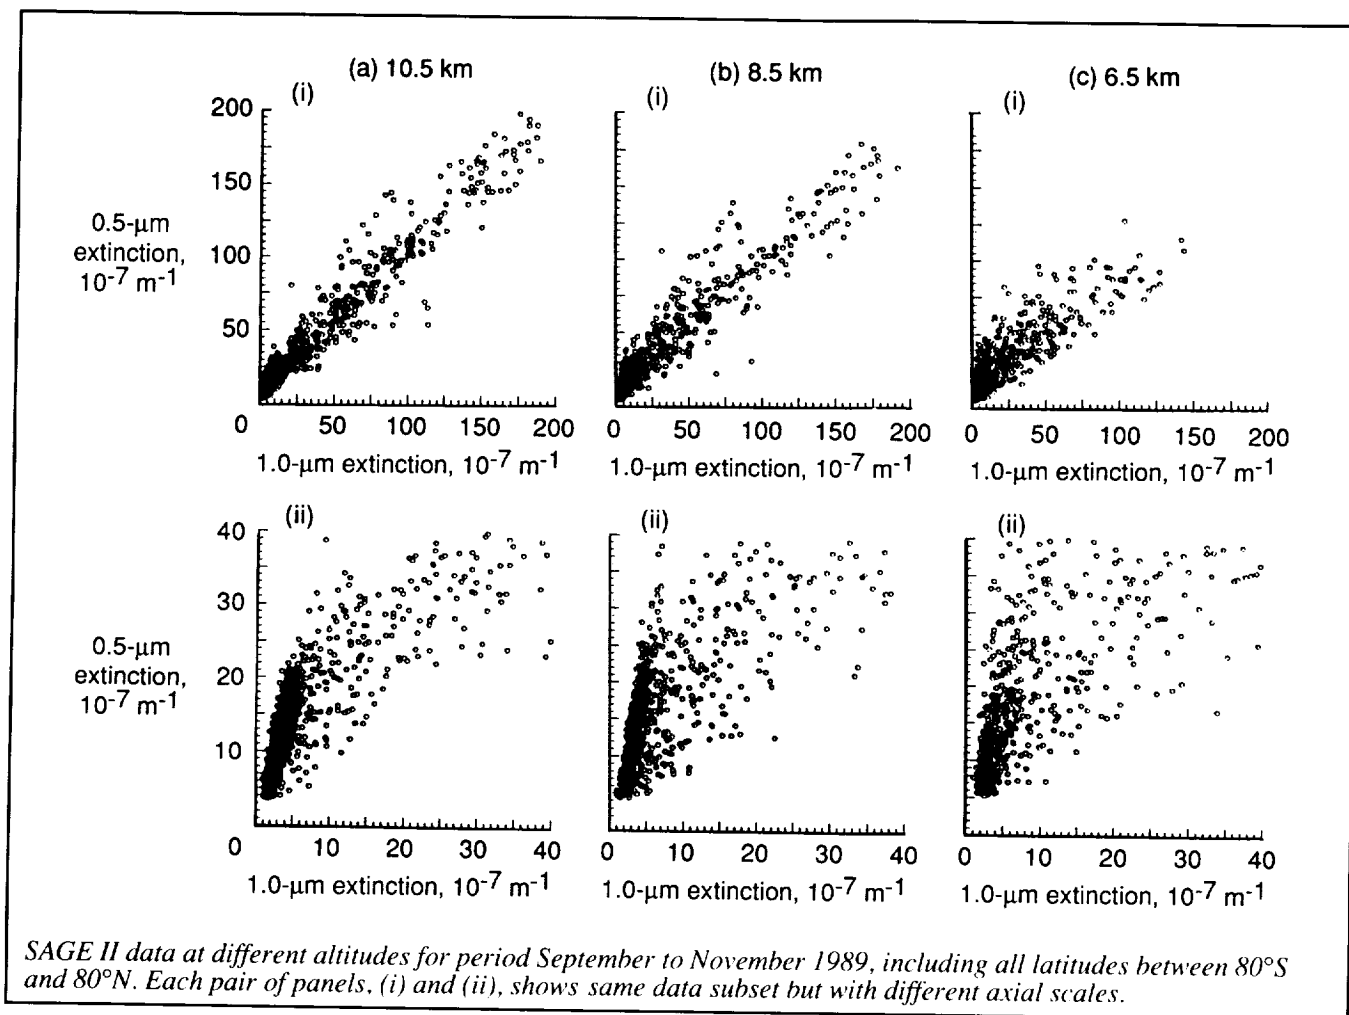 (a) 10.5 km
(b) 8.5 km
(c) 6.5 km
(i)
(i)
(i)
200
150
100
50
0.5-μm
extinction,
10⁻⁷ m⁻¹
0 50 100 150 200
0 50 100 150 200
0 50 100 150 200
1.0-μm extinction, 10⁻⁷ m⁻¹
1.0-μm extinction, 10⁻⁷ m⁻¹
1.0-μm extinction, 10⁻⁷ m⁻¹
(ii)
(ii)
(ii)
40
30
20
10
0.5-μm
extinction,
10⁻⁷ m⁻¹
0 10 20 30 40
0 10 20 30 40
0 10 20 30 40
1.0-μm extinction, 10⁻⁷ m⁻¹
1.0-μm extinction, 10⁻⁷ m⁻¹
1.0-μm extinction, 10⁻⁷ m⁻¹
SAGE II data at different altitudes for period September to November 1989, including all latitudes between 80°S
and 80°N. Each pair of panels, (i) and (ii), shows same data subset but with different axial scales.